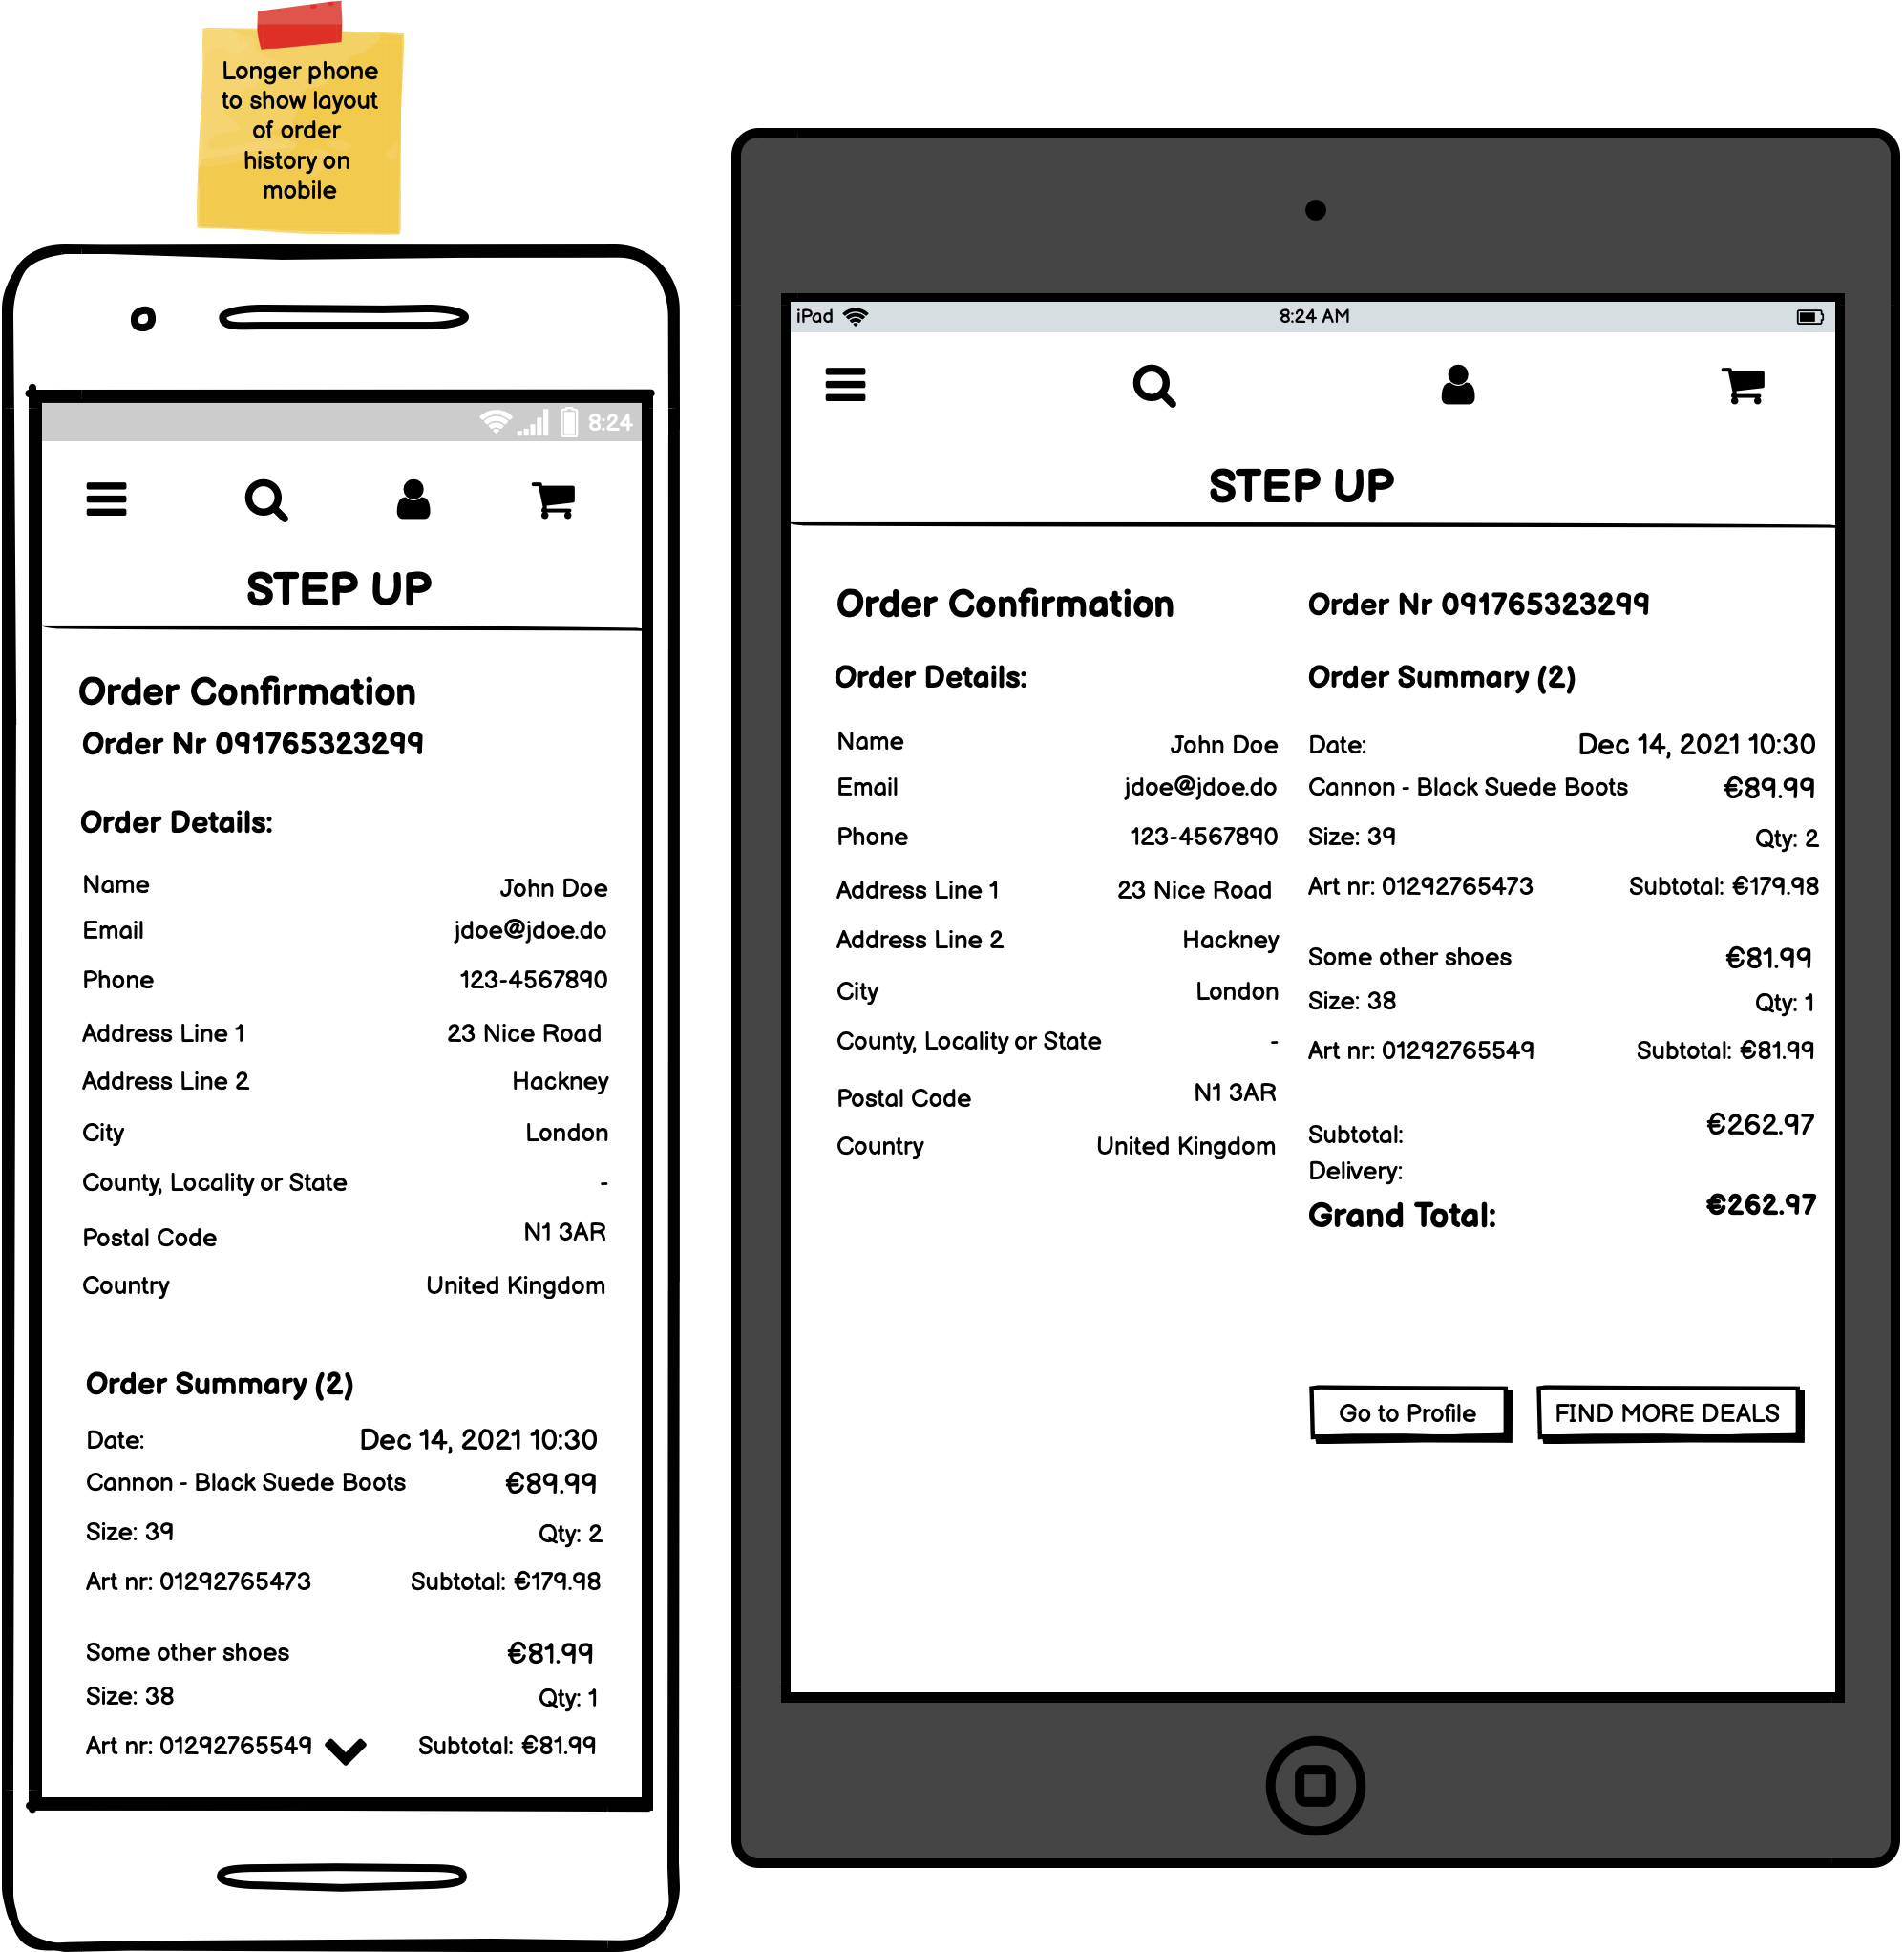 Longer phone
to show layout
of order
history on
mobile
8:24
STEP UP
Order Confirmation
Order Nr 091765323299
Order Details:
Name John Doe
Email jdoe@jdoe.do
Phone 123-4567890
Address Line 1 23 Nice Road
Address Line 2 Hackney
City London
County, Locality or State -
Postal Code N1 3AR
Country United Kingdom
Order Summary (2)
Date: Dec 14, 2021 10:30
Cannon - Black Suede Boots €89.99
Size: 39 Qty: 2
Art nr: 01292765473 Subtotal: €179.98
Some other shoes €81.99
Size: 38 Qty: 1
Art nr: 01292765549 Subtotal: €81.99
iPad 8:24 AM
STEP UP
Order Confirmation
Order Details:
Name John Doe
Email jdoe@jdoe.do
Phone 123-4567890
Address Line 1 23 Nice Road
Address Line 2 Hackney
City London
County, Locality or State -
Postal Code N1 3AR
Country United Kingdom
Order Nr 091765323299
Order Summary (2)
Date: Dec 14, 2021 10:30
Cannon - Black Suede Boots €89.99
Size: 39 Qty: 2
Art nr: 01292765473 Subtotal: €179.98
Some other shoes €81.99
Size: 38 Qty: 1
Art nr: 01292765549 Subtotal: €81.99
Subtotal: €262.97
Delivery:
Grand Total: €262.97
Go to Profile FIND MORE DEALS